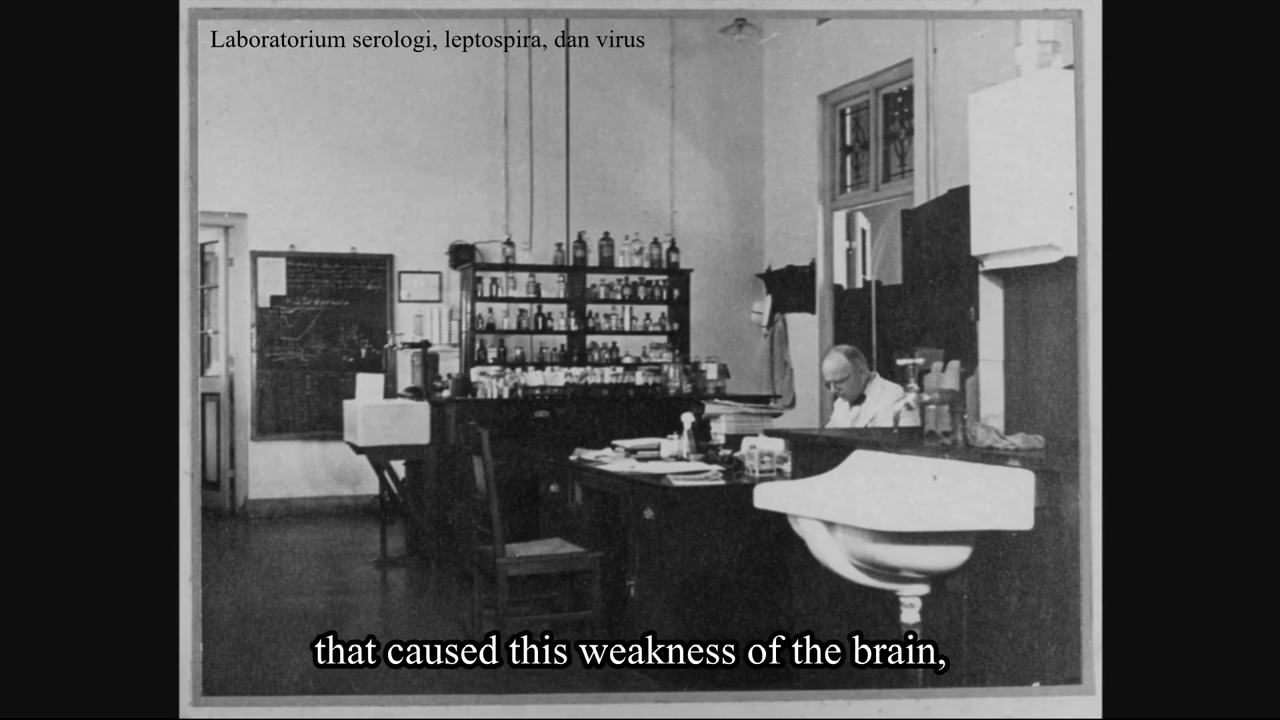 Laboratorium serologi, leptospira, dan virus
that caused this weakness of the brain,